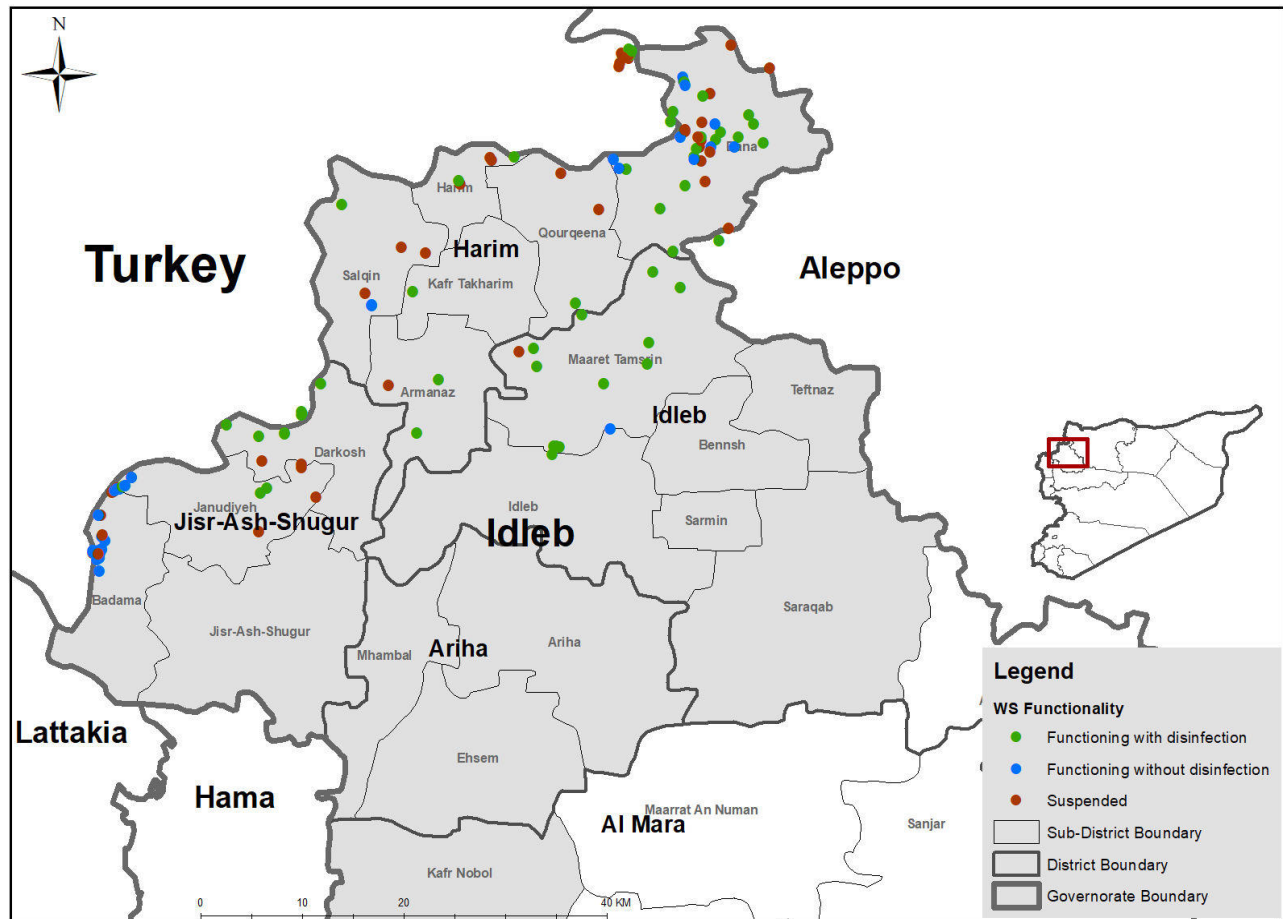 N
Dana
Harim
Qourqeena
Harim
Turkey
Aleppo
Salqin
Kafr Takharim
Maaret Tamsrin
Teftnaz
Armanaz
Idleb
Bennsh
Darkosh
Janudiyeh
Idleb
Jisr-Ash-Shugur
Sarmin
Idleb
Badama
Saraqab
Jisr-Ash-Shugur
Mhambal
Ariha
Ariha
Lattakia
Ehsem
Hama
Maarrat An Numan
Al Mara
Sanjar
Kafr Nobol
0 20 40 KM
Legend
WS Functionality
Functioning with disinfection
Functioning without disinfection
Suspended
Sub-District Boundary
District Boundary
Governorate Boundary